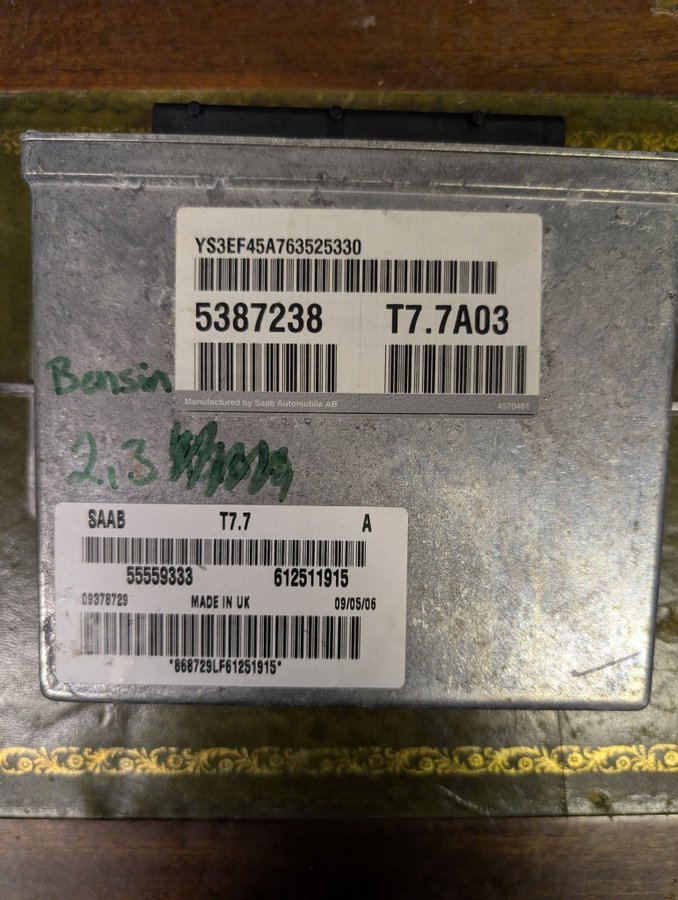 YS3EF45A763525330
5387238 T7.7A03
Manufactured by Saab Automobile AB 4570461
Bensin
2,3
SAAB T7.7 A
55559333 612511915
09378729 MADE IN UK 09/05/06
*868729LF61251915*